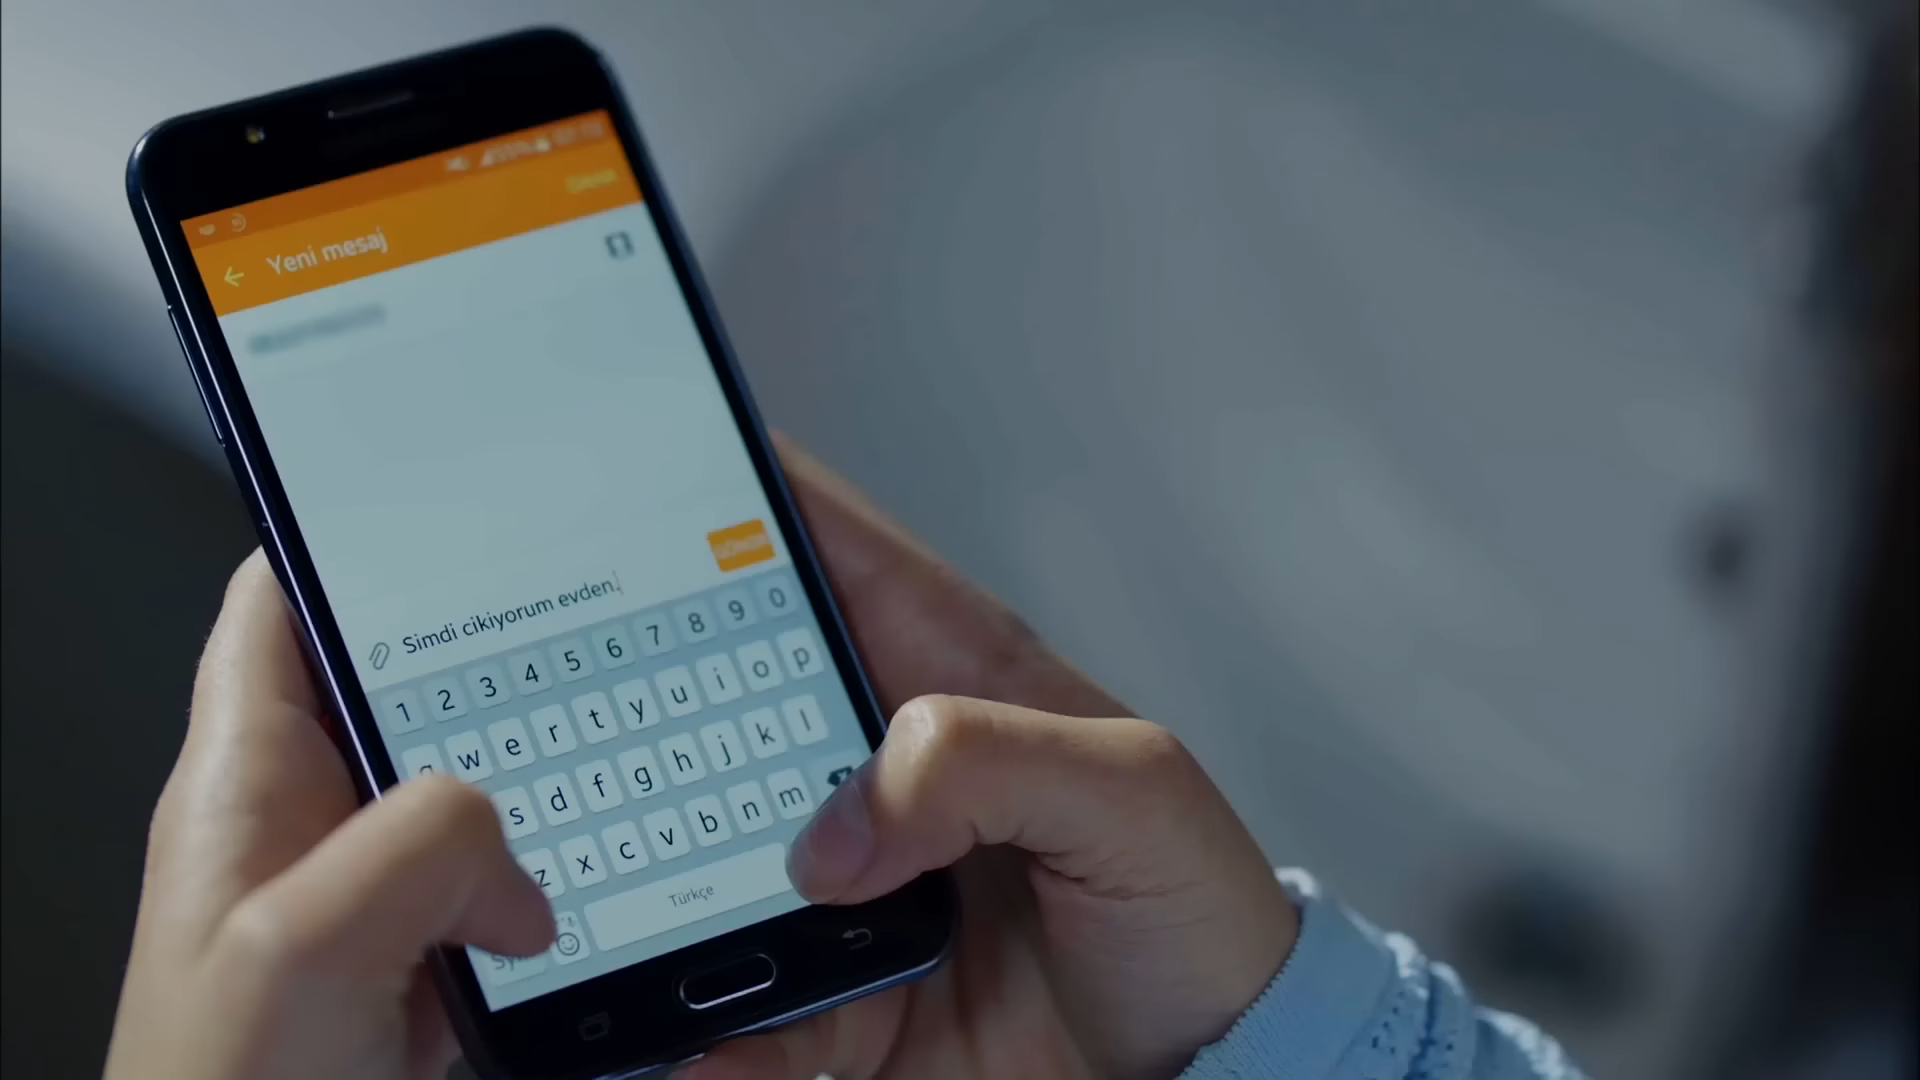 Yeni mesaj
Simdi cikiyorum evden.
1 2 3 4 5 6 7 8 9 0
w e r t y u i o p
s d f g h j k l
z x c v b n m
Türkçe